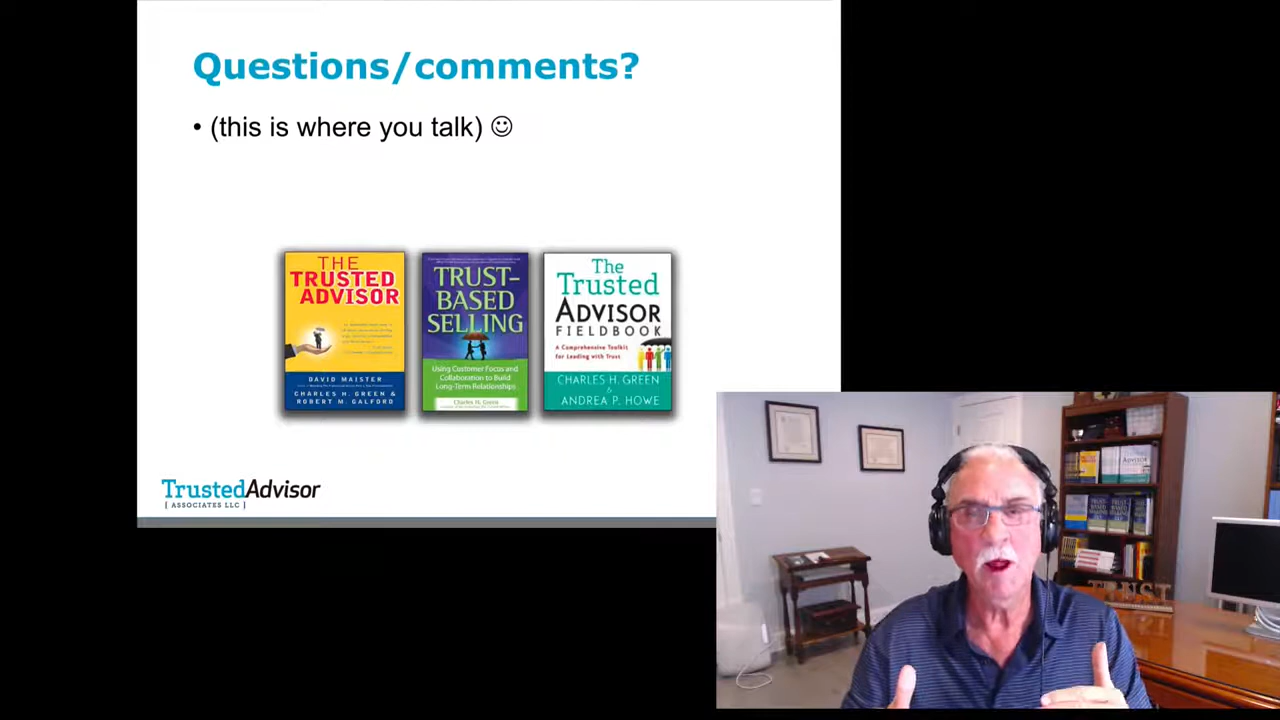 Questions/comments?
• (this is where you talk) ☺
THE
TRUSTED
ADVISOR
DAVID MAISTER
CHARLES H. GREEN &
ROBERT M. GALFORD
TRUST-
BASED
SELLING
Using Customer Focus and
Collaboration to Build
Long-Term Relationships
Charles H. Green
The
Trusted
ADVISOR
FIELDBOOK
A Comprehensive Toolkit
for Leading with Trust
CHARLES H. GREEN
&
ANDREA P. HOWE
TrustedAdvisor
[ ASSOCIATES LLC ]
TRUST